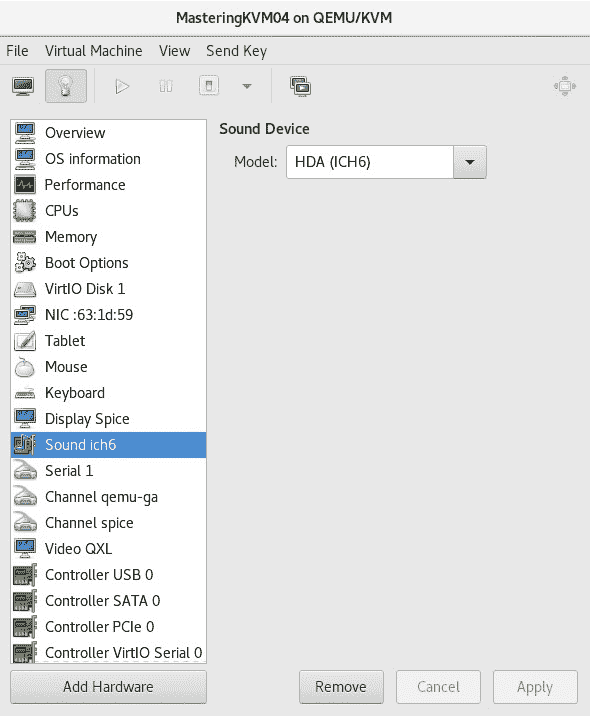 MasteringKVM04 on QEMU/KVM
File Virtual Machine View Send Key
Overview
OS information
Performance
CPUs
Memory
Boot Options
VirtIO Disk 1
NIC :63:1d:59
Tablet
Mouse
Keyboard
Display Spice
Sound ich6
Serial 1
Channel qemu-ga
Channel spice
Video QXL
Controller USB 0
Controller SATA 0
Controller PCIe 0
Controller VirtIO Serial 0
Add Hardware
Sound Device
Model: HDA (ICH6)
Remove Cancel Apply